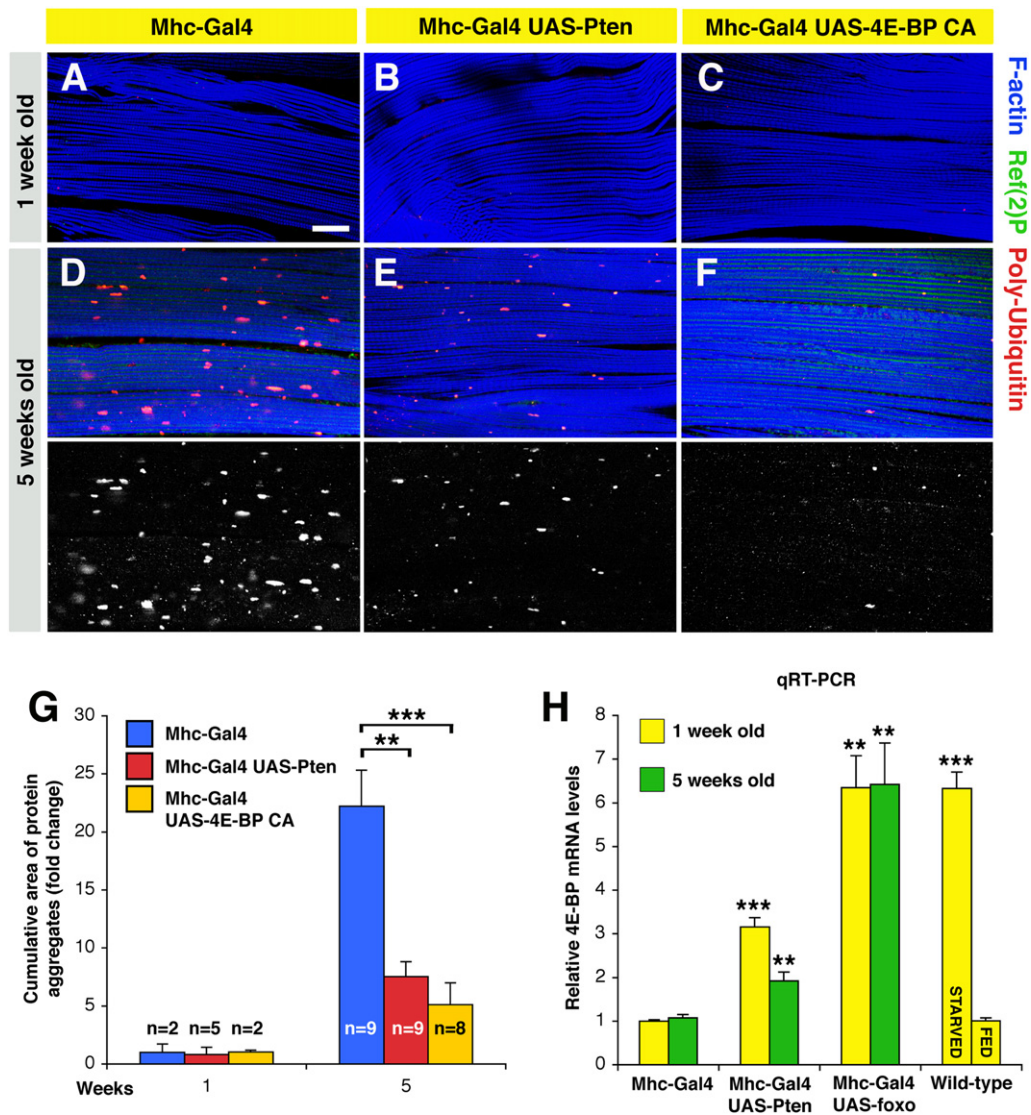 Mhc-Gal4
Mhc-Gal4 UAS-Pten
Mhc-Gal4 UAS-4E-BP CA
1 week old
A
B
C
F-actin Ref(2)P Poly-Ubiquitin
5 weeks old
D
E
F
G
30
25
20
15
10
5
0
Cumulative area of protein
aggregates (fold change)
Mhc-Gal4
Mhc-Gal4 UAS-Pten
Mhc-Gal4
UAS-4E-BP CA
***
**
n=2
n=5
n=2
n=9
n=9
n=8
Weeks
1
5
qRT-PCR
H
8
7
6
5
4
3
2
1
0
Relative 4E-BP mRNA levels
1 week old
5 weeks old
***
**
**
**
***
STARVED
FED
Mhc-Gal4
Mhc-Gal4
UAS-Pten
Mhc-Gal4
UAS-foxo
Wild-type